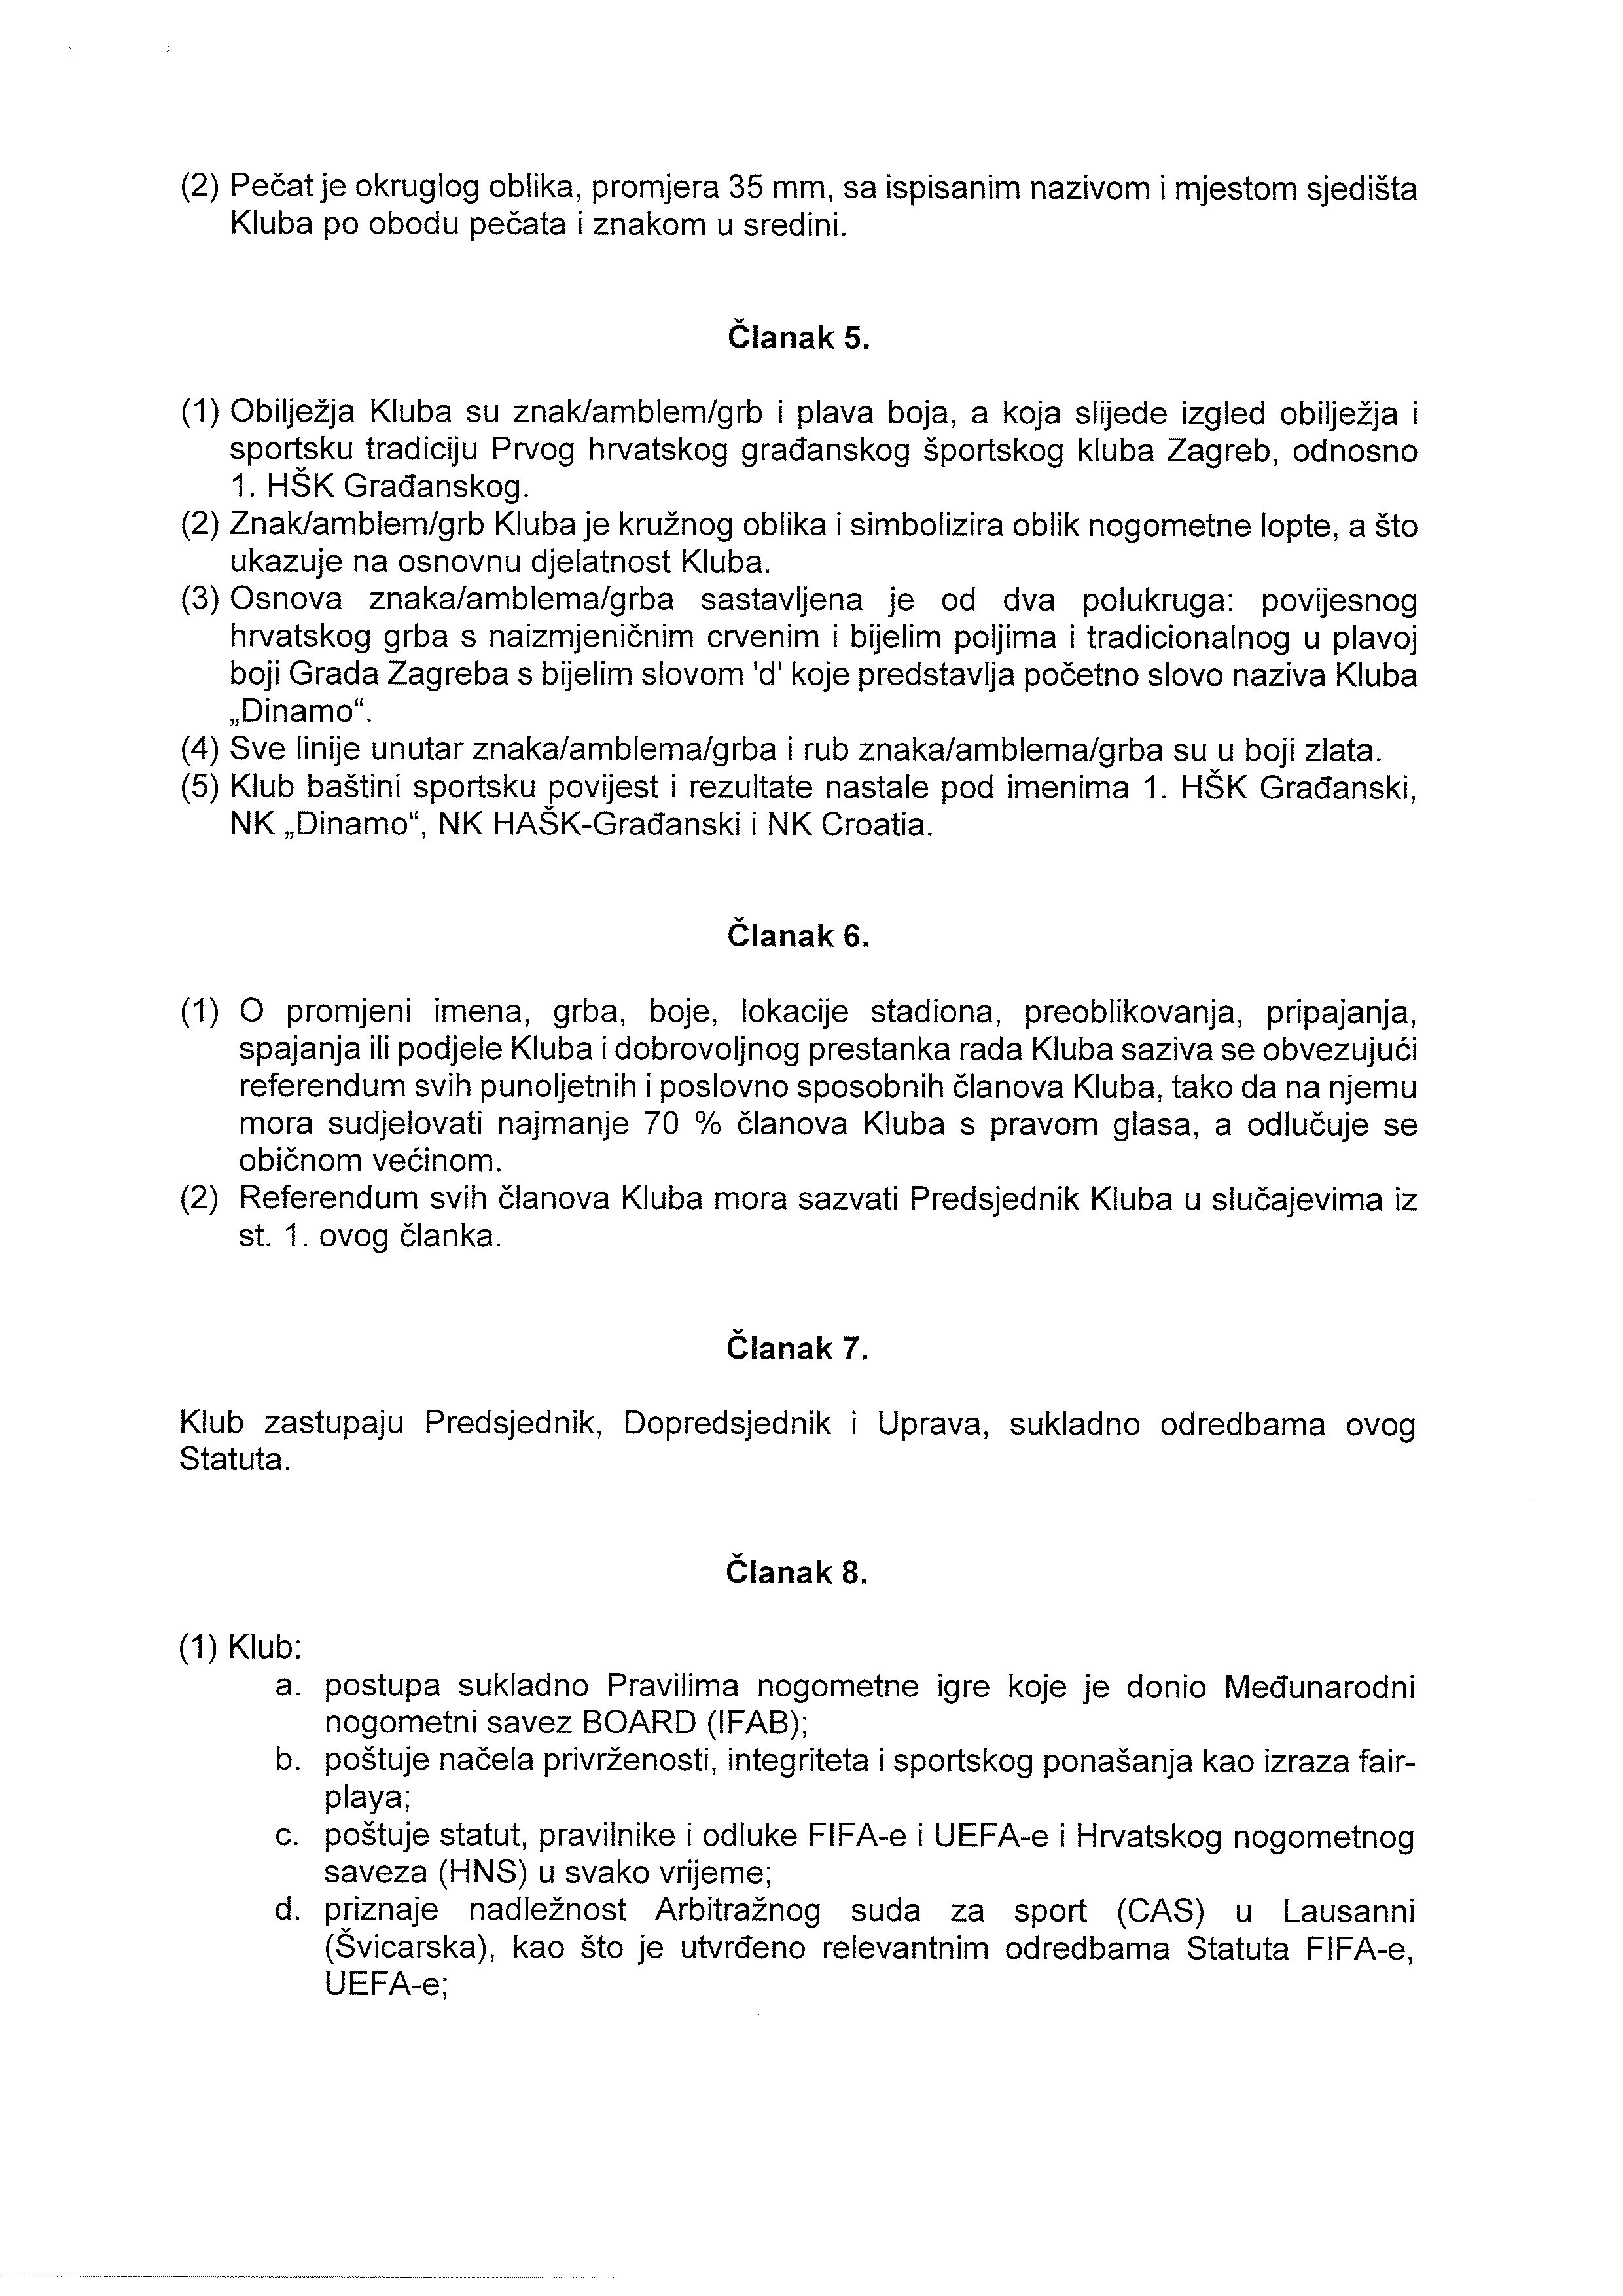 (2) Pečat je okruglog oblika, promjera 35 mm, sa ispisanim nazivom i mjestom sjedišta
Kluba po obodu pečata i znakom u sredini.
Članak 5.
(1) Obilježja Kluba su znak/amblem/grb i plava boja, a koja slijede izgled obilježja i
sportsku tradiciju Prvog hrvatskog građanskog športskog kluba Zagreb, odnosno
1. HŠK Građanskog.
(2) Znak/amblem/grb Kluba je kružnog oblika i simbolizira oblik nogometne lopte, a što
ukazuje na osnovnu djelatnost Kluba.
(3) Osnova znaka/amblema/grba sastavljena je od dva polukruga: povijesnog
hrvatskog grba s naizmjeničnim crvenim i bijelim poljima i tradicionalnog u plavoj
boji Grada Zagreba s bijelim slovom 'd' koje predstavlja početno slovo naziva Kluba
„Dinamo“.
(4) Sve linije unutar znaka/amblema/grba i rub znaka/amblema/grba su u boji zlata.
(5) Klub baštini sportsku povijest i rezultate nastale pod imenima 1. HŠK Građanski,
NK „Dinamo“, NK HAŠK-Građanski i NK Croatia.
Članak 6.
(1) O promjeni imena, grba, boje, lokacije stadiona, preoblikovanja, pripajanja,
spajanja ili podjele Kluba i dobrovoljnog prestanka rada Kluba saziva se obvezujući
referendum svih punoljetnih i poslovno sposobnih članova Kluba, tako da na njemu
mora sudjelovati najmanje 70 % članova Kluba s pravom glasa, a odlučuje se
običnom većinom.
(2) Referendum svih članova Kluba mora sazvati Predsjednik Kluba u slučajevima iz
st. 1. ovog članka.
Članak 7.
Klub zastupaju Predsjednik, Dopredsjednik i Uprava, sukladno odredbama ovog
Statuta.
Članak 8.
(1) Klub:
a. postupa sukladno Pravilima nogometne igre koje je donio Međunarodni
nogometni savez BOARD (IFAB);
b. poštuje načela privrženosti, integriteta i sportskog ponašanja kao izraza fair-
playa;
c. poštuje statut, pravilnike i odluke FIFA-e i UEFA-e i Hrvatskog nogometnog
saveza (HNS) u svako vrijeme;
d. priznaje nadležnost Arbitražnog suda za sport (CAS) u Lausanni
(Švicarska), kao što je utvrđeno relevantnim odredbama Statuta FIFA-e,
UEFA-e;